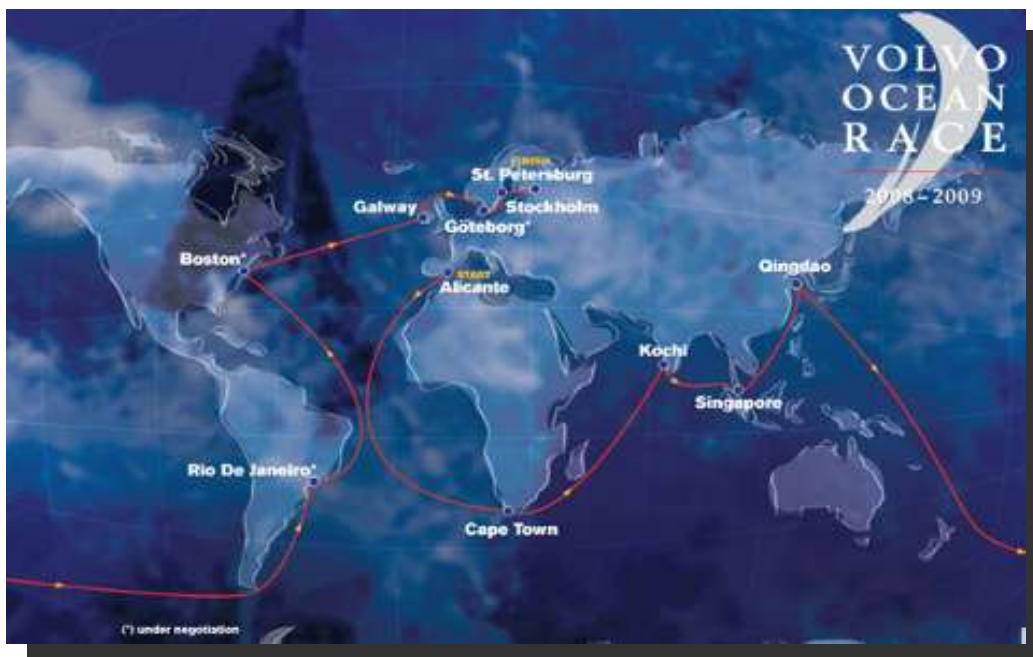 VOLVO
OCEAN
RACE
2008–2009
FINISH
St. Petersburg
Galway
Stockholm
Göteborg*
Boston*
START
Alicante
Qingdao
Kochi
Singapore
Rio De Janeiro*
Cape Town
(*) under negotiation